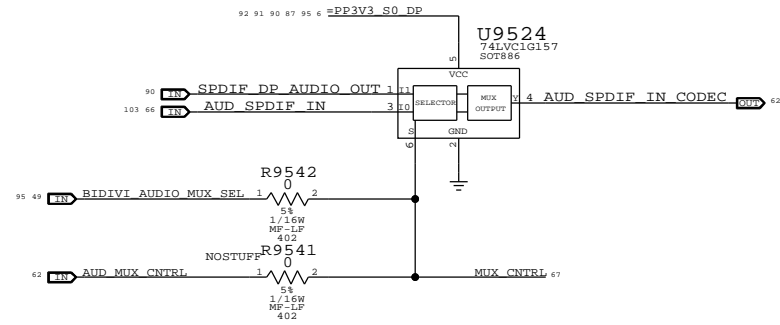 92 91 90 87 95 6 =PP3V3_S0_DP
U9524
74LVC1G157
SOT886
5
VCC
90 IN SPDIF_DP_AUDIO_OUT 1 I1
SELECTOR
MUX
OUTPUT
Y 4 AUD_SPDIF_IN_CODEC OUT 62
103 66 IN AUD_SPDIF_IN 3 I0
S
GND
6
2
R9542
0
95 49 IN BIDIVI_AUDIO_MUX_SEL 1 2
5%
1/16W
MF-LF
402
NOSTUFF
R9541
0
62 IN AUD_MUX_CNTRL 1 2
MUX_CNTRL 67
5%
1/16W
MF-LF
402